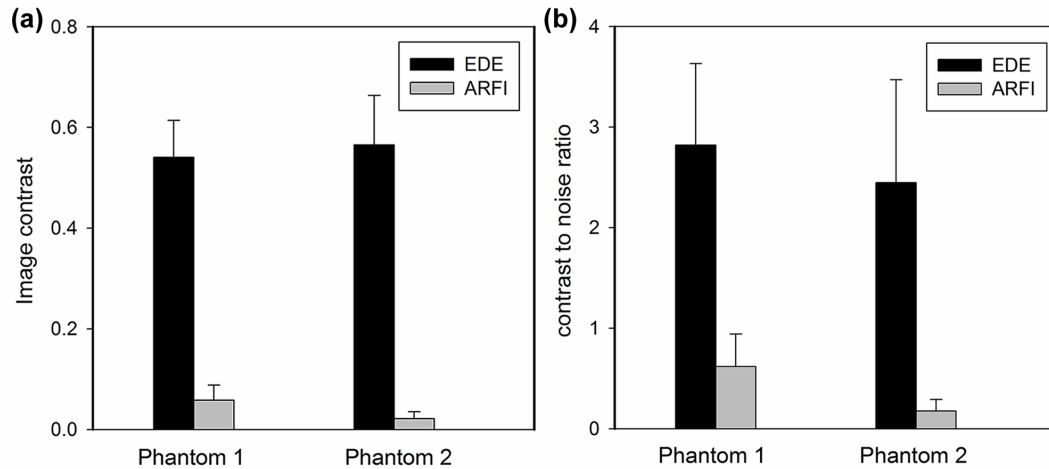 (a)
0.8
0.6
0.4
0.2
0.0
Image contrast
EDE
ARFI
Phantom 1 Phantom 2
(b)
4
3
2
1
0
contrast to noise ratio
EDE
ARFI
Phantom 1 Phantom 2